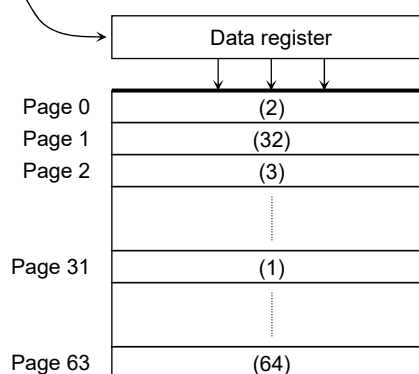 Data register
Page 0 (2)
Page 1 (32)
Page 2 (3)
Page 31 (1)
Page 63 (64)